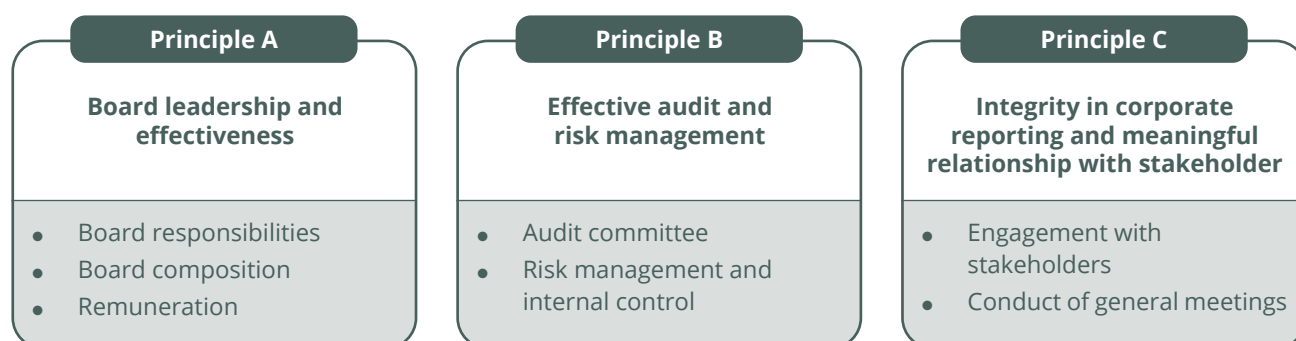 Principle A
Board leadership and
effectiveness
● Board responsibilities
● Board composition
● Remuneration
Principle B
Effective audit and
risk management
● Audit committee
● Risk management and
internal control
Principle C
Integrity in corporate
reporting and meaningful
relationship with stakeholder
● Engagement with
stakeholders
● Conduct of general meetings